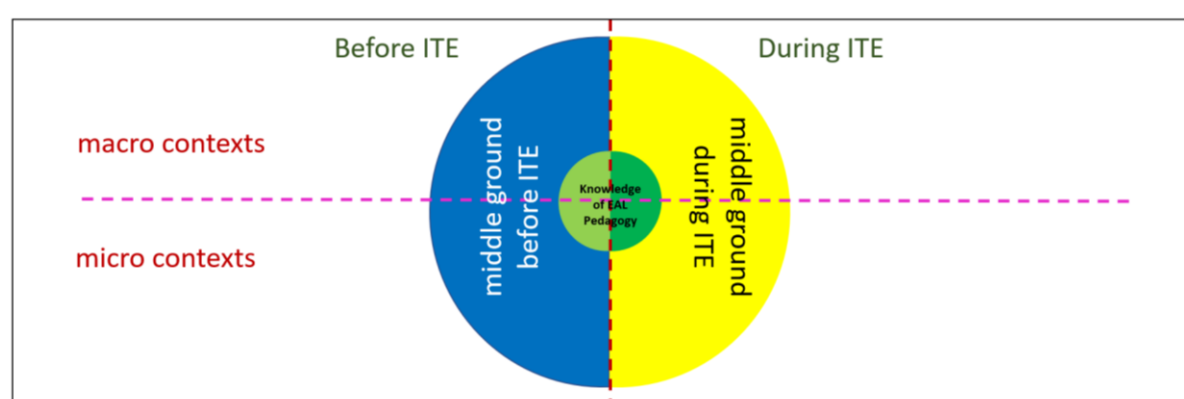 Before ITE
During ITE
macro contexts
micro contexts
middle ground
before ITE
Knowledge
of EAL
Pedagogy
middle ground
during ITE